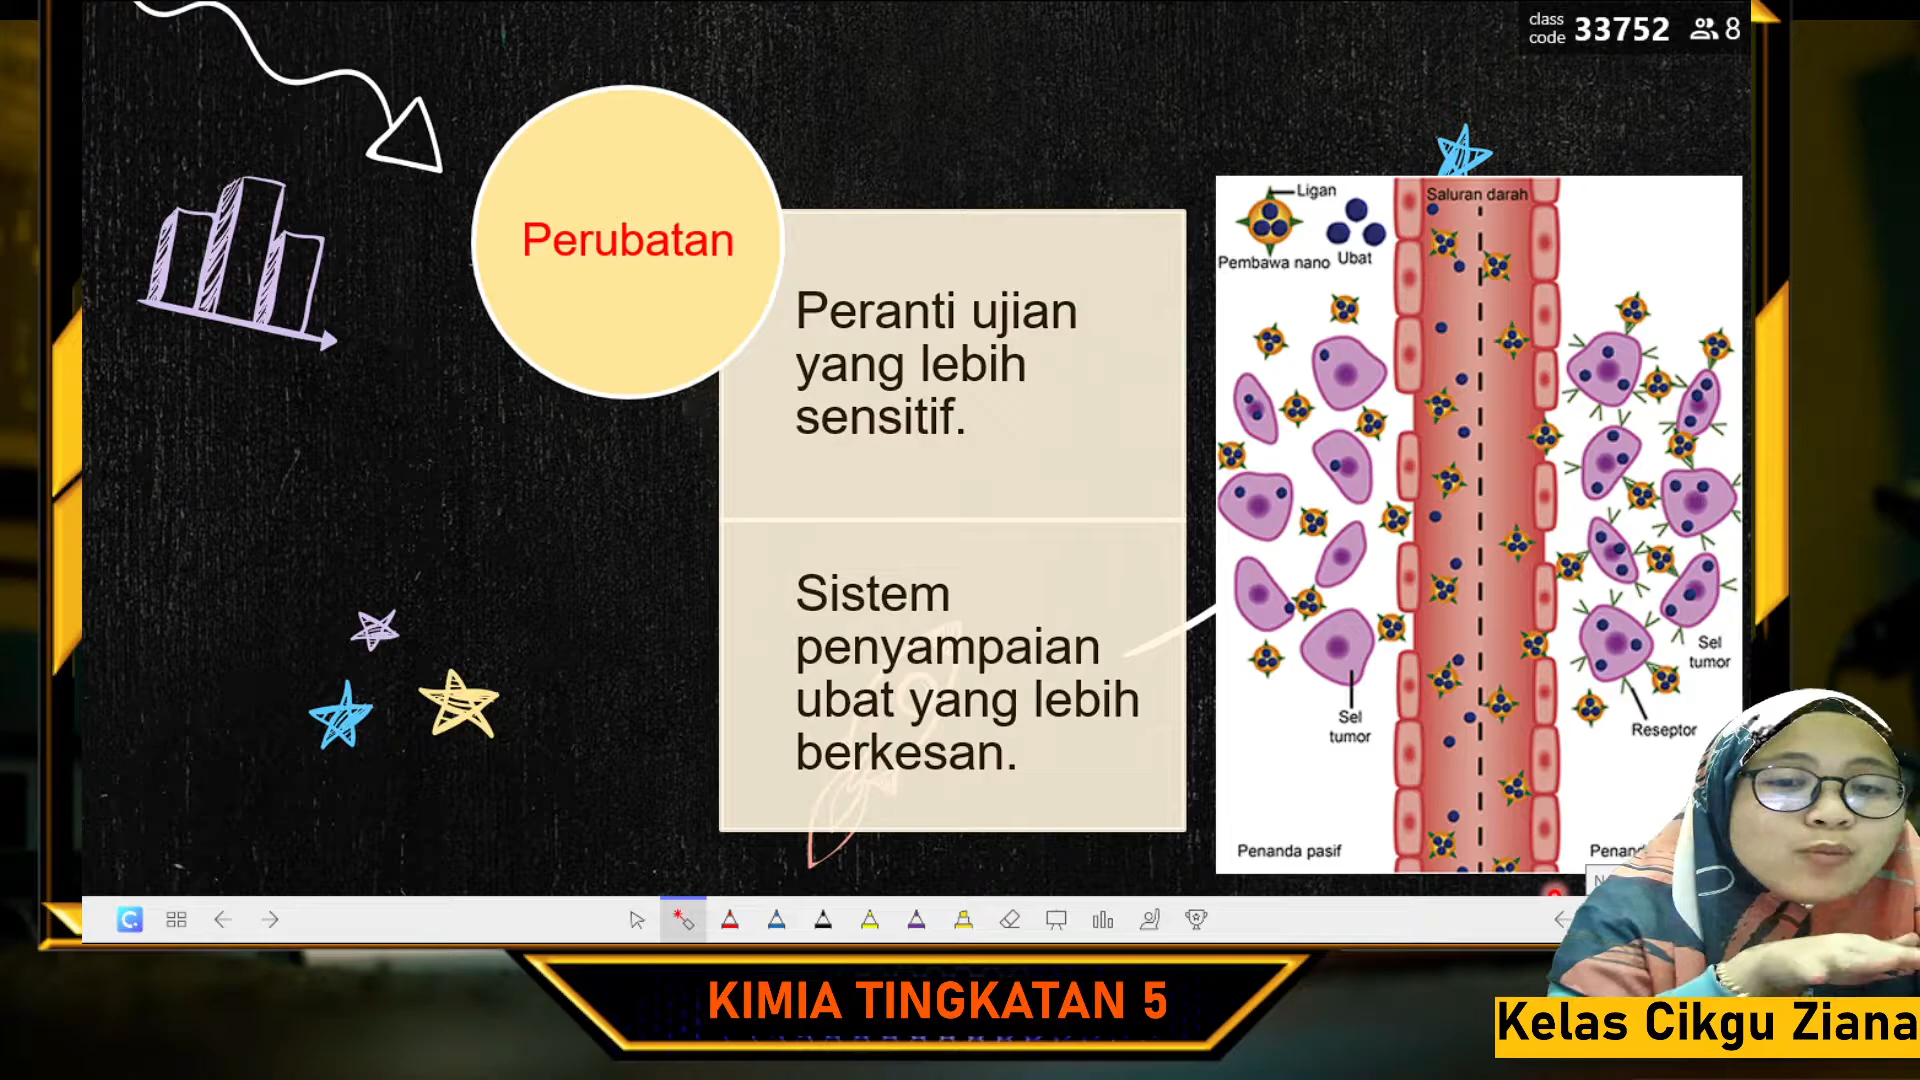 class
code 33752 8
Perubatan
Peranti ujian
yang lebih
sensitif.
Sistem
penyampaian
ubat yang lebih
berkesan.
Ligan
Saluran darah
Pembawa nano
Ubat
Sel
tumor
Sel
tumor
Reseptor
Penanda pasif
KIMIA TINGKATAN 5
Kelas Cikgu Ziana